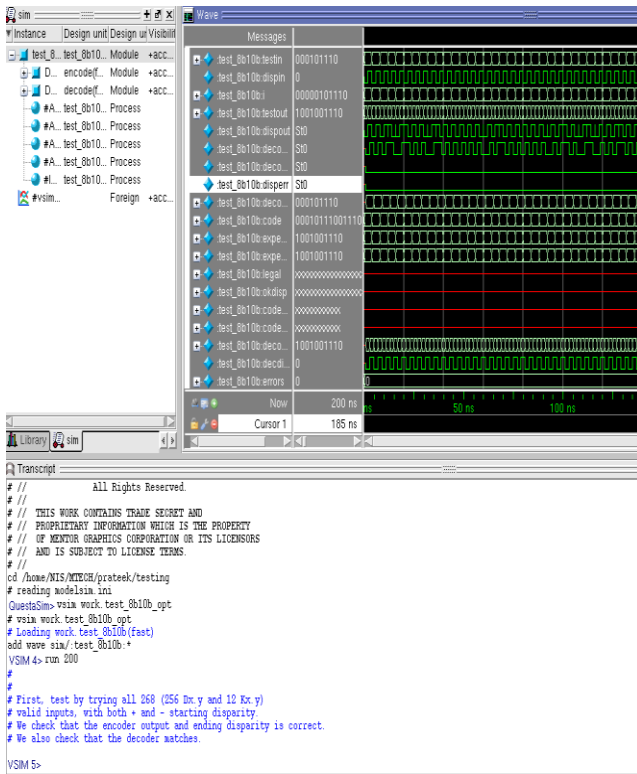 sim
Wave
Instance Design unit Design ur Visibilit
Messages
test_8... test_8b10... Module +acc...
D... encode(f... Module +acc...
D... decode(f... Module +acc...
#A... test_8b10... Process
#A... test_8b10... Process
#A... test_8b10... Process
#A... test_8b10... Process
#I... test_8b10... Process
#vsim... Foreign +acc...
:test_8b10b:testin 000101110
:test_8b10b:dispin 0
:test_8b10b:i 00000101110
:test_8b10b:testout 1001001110
:test_8b10b:dispout St0
:test_8b10b:deco... St0
:test_8b10b:deco... St0
:test_8b10b:disperr St0
:test_8b10b:deco... 000101110
:test_8b10b:code 00010111001110
:test_8b10b:expe... 1001001110
:test_8b10b:expe... 1001001110
:test_8b10b:legal xxxxxxxxxxxxxxxxx
:test_8b10b:okdisp xxxxxxxxxxxxxxxxx
:test_8b10b:code... xxxxxxxxxx
:test_8b10b:code... xxxxxxxxxx
:test_8b10b:deco... 1001001110
:test_8b10b:decdi... 0
:test_8b10b:errors 0
0
Now 200 ns
ns 50 ns 100 ns
Cursor 1 185 ns
Library sim
Transcript
# // All Rights Reserved.
# //
# // THIS WORK CONTAINS TRADE SECRET AND
# // PROPRIETARY INFORMATION WHICH IS THE PROPERTY
# // OF MENTOR GRAPHICS CORPORATION OR ITS LICENSORS
# // AND IS SUBJECT TO LICENSE TERMS.
# //
cd /home/NIS/MTECH/prateek/testing
# reading modelsim.ini
QuestaSim> vsim work.test_8b10b_opt
# vsim work.test_8b10b_opt
# Loading work.test_8b10b(fast)
add wave sim/:test_8b10b:*
VSIM 4> run 200
#
#
# First, test by trying all 268 (256 Dx.y and 12 Kx.y)
# valid inputs, with both + and - starting disparity.
# We check that the encoder output and ending disparity is correct.
# We also check that the decoder matches.
VSIM 5>